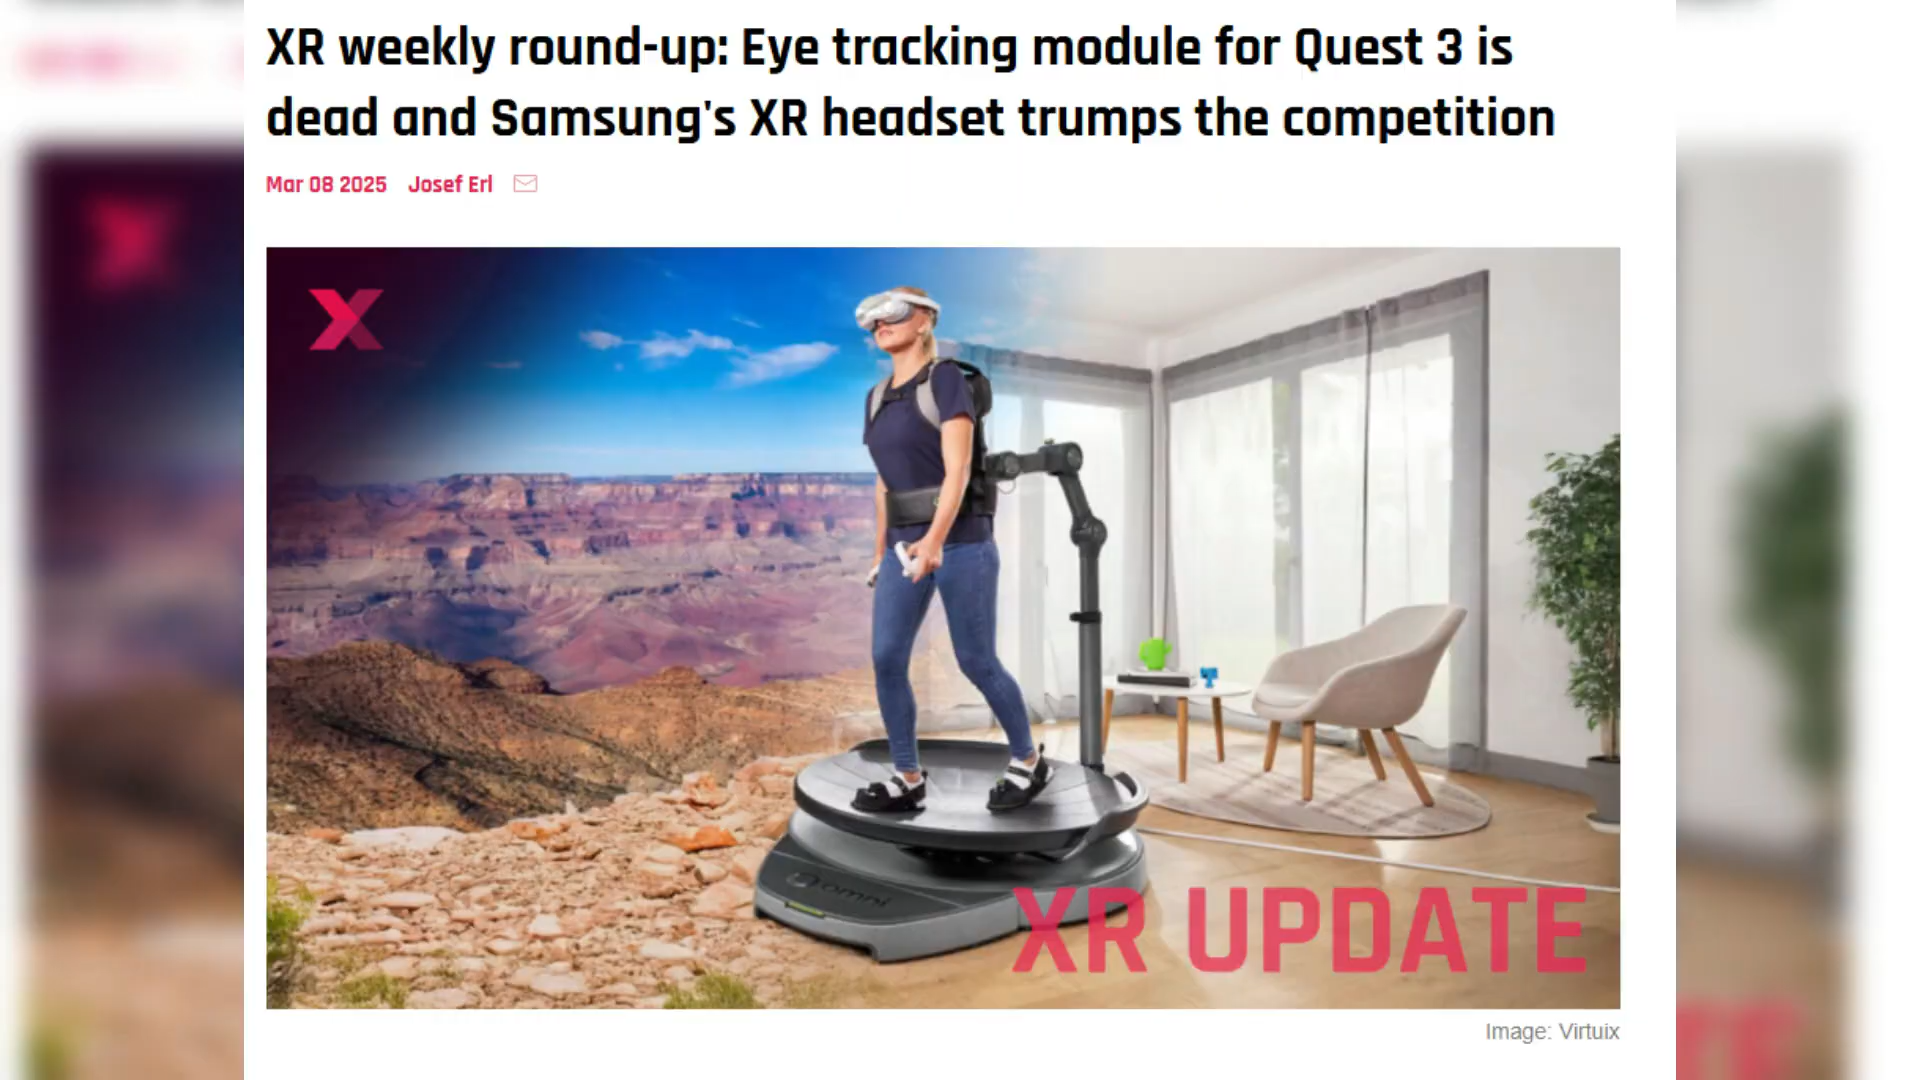 XR weekly round-up: Eye tracking module for Quest 3 is
dead and Samsung's XR headset trumps the competition
Mar 08 2025 Josef Erl
X
omni
XR UPDATE
Image: Virtuix